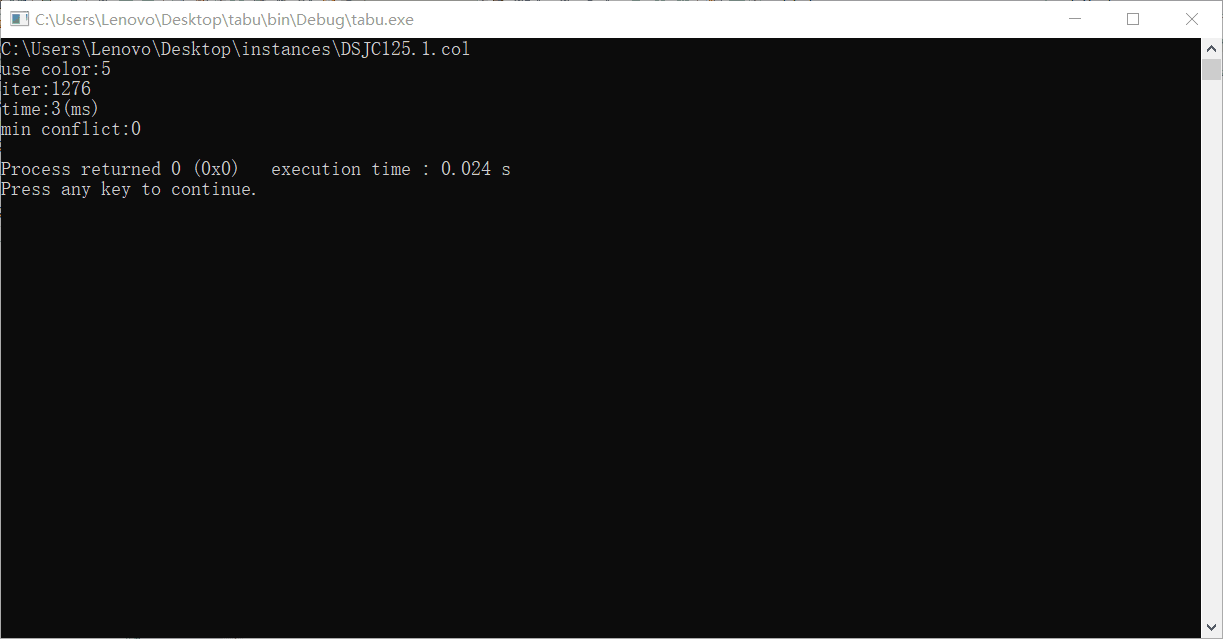 C:\Users\Lenovo\Desktop\tabu\bin\Debug\tabu.exe
C:\Users\Lenovo\Desktop\instances\DSJC125.1.col
use color:5
iter:1276
time:3(ms)
min conflict:0
Process returned 0 (0x0)   execution time : 0.024 s
Press any key to continue.